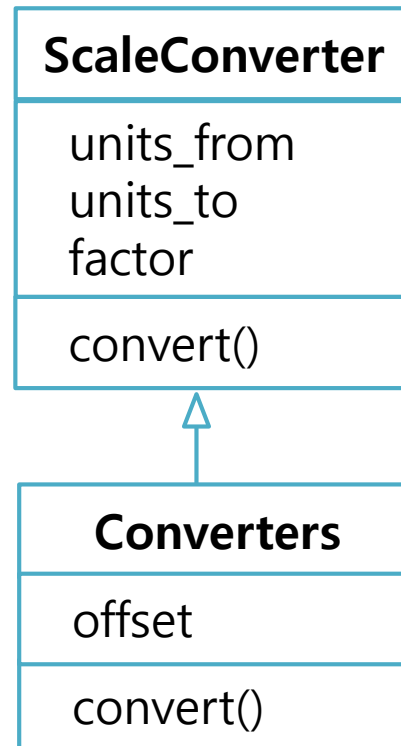 ScaleConverter
units_from
units_to
factor
convert()
Converters
offset
convert()